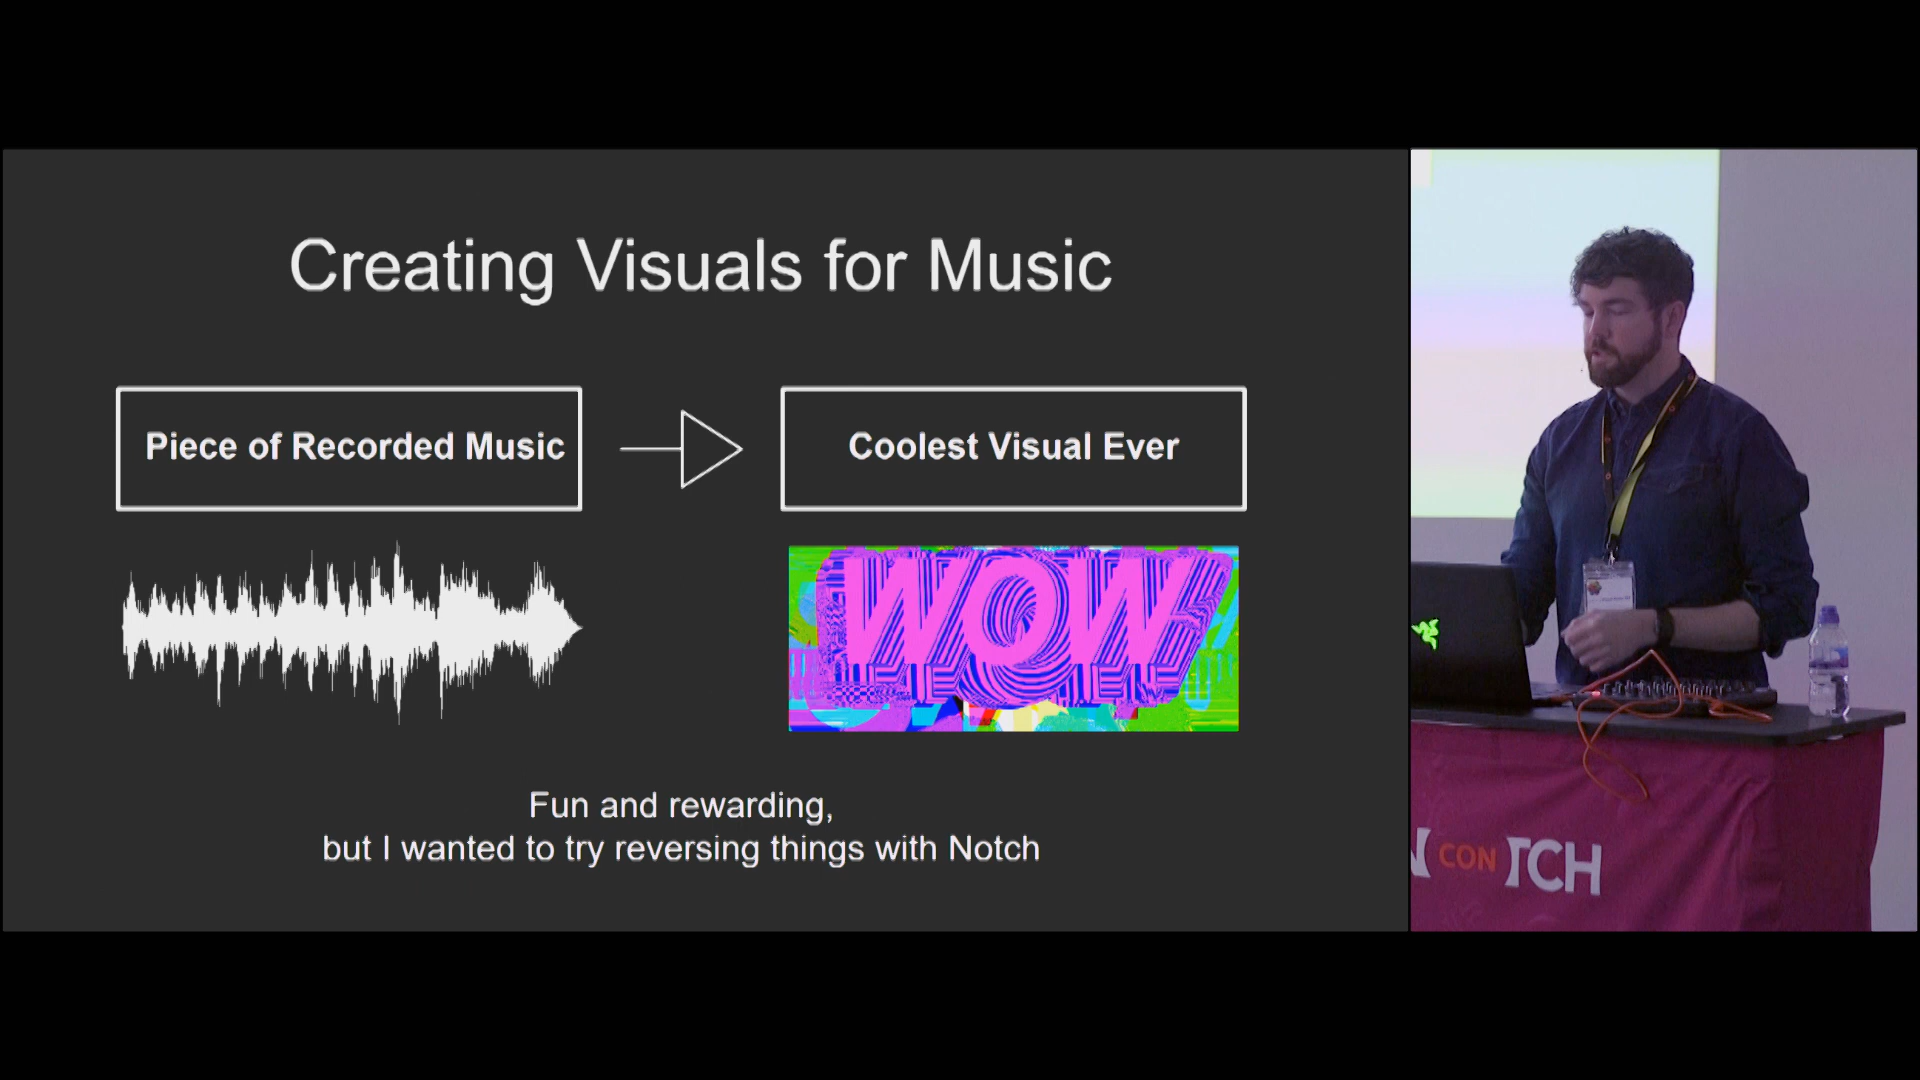 Creating Visuals for Music
Piece of Recorded Music
Coolest Visual Ever
WOW
Fun and rewarding,
but I wanted to try reversing things with Notch
CON TCH